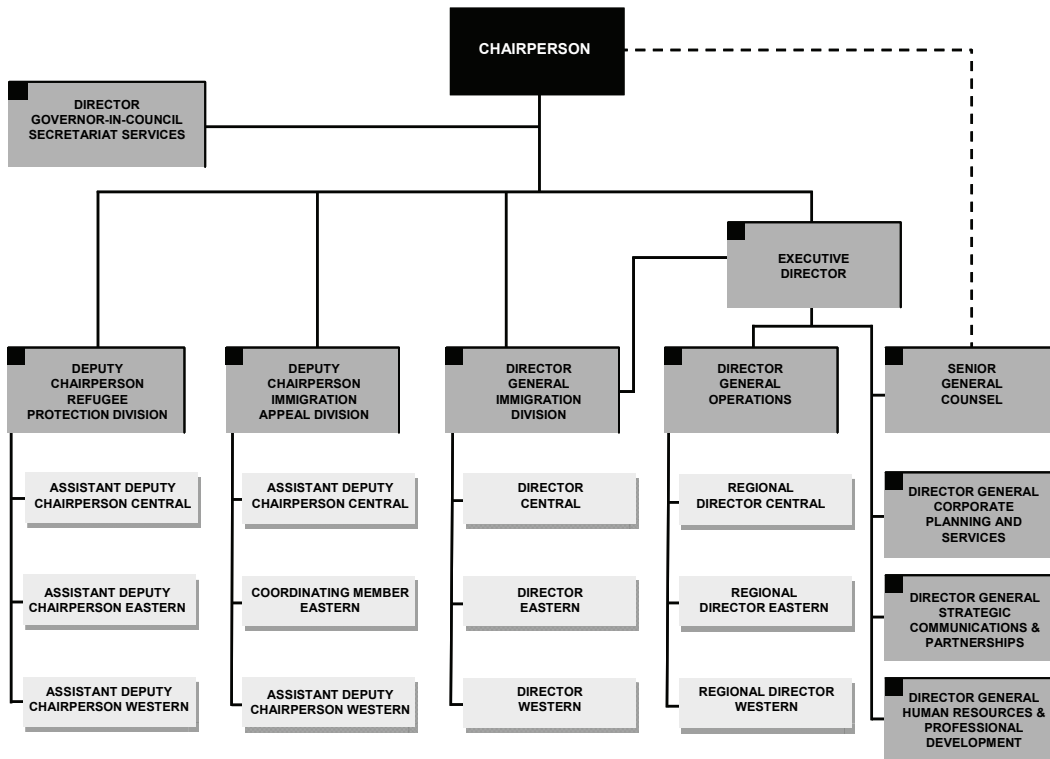 CHAIRPERSON
DIRECTOR
GOVERNOR-IN-COUNCIL
SECRETARIAT SERVICES
EXECUTIVE
DIRECTOR
DEPUTY
CHAIRPERSON
REFUGEE
PROTECTION DIVISION
DEPUTY
CHAIRPERSON
IMMIGRATION
APPEAL DIVISION
DIRECTOR
GENERAL
IMMIGRATION
DIVISION
DIRECTOR
GENERAL
OPERATIONS
SENIOR
GENERAL
COUNSEL
ASSISTANT DEPUTY
CHAIRPERSON CENTRAL
ASSISTANT DEPUTY
CHAIRPERSON EASTERN
ASSISTANT DEPUTY
CHAIRPERSON WESTERN
ASSISTANT DEPUTY
CHAIRPERSON CENTRAL
COORDINATING MEMBER
EASTERN
ASSISTANT DEPUTY
CHAIRPERSON WESTERN
DIRECTOR
CENTRAL
DIRECTOR
EASTERN
DIRECTOR
WESTERN
REGIONAL
DIRECTOR CENTRAL
REGIONAL
DIRECTOR EASTERN
REGIONAL DIRECTOR
WESTERN
DIRECTOR GENERAL
CORPORATE
PLANNING AND
SERVICES
DIRECTOR GENERAL
STRATEGIC
COMMUNICATIONS &
PARTNERSHIPS
DIRECTOR GENERAL
HUMAN RESOURCES &
PROFESSIONAL
DEVELOPMENT